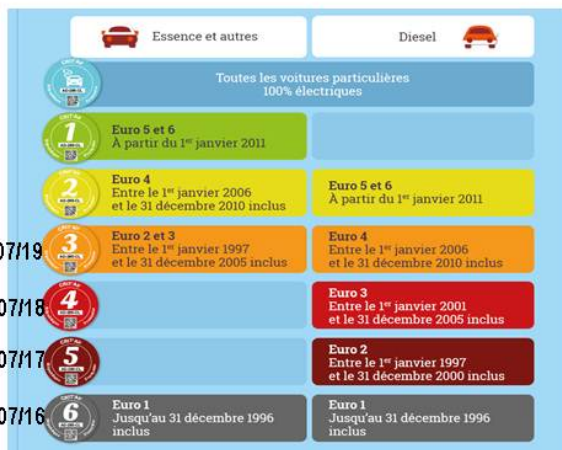 Essence et autres
Diesel
Toutes les voitures particulières
100% électriques
1
Euro 5 et 6
À partir du 1er janvier 2011
2
Euro 4
Entre le 1er janvier 2006
et le 31 décembre 2010 inclus
Euro 5 et 6
À partir du 1er janvier 2011
07/19
3
Euro 2 et 3
Entre le 1er janvier 1997
et le 31 décembre 2005 inclus
Euro 4
Entre le 1er janvier 2006
et le 31 décembre 2010 inclus
07/18
4
Euro 3
Entre le 1er janvier 2001
et le 31 décembre 2005 inclus
07/17
5
Euro 2
Entre le 1er janvier 1997
et le 31 décembre 2000 inclus
07/16
6
Euro 1
Jusqu'au 31 décembre 1996
inclus
Euro 1
Jusqu'au 31 décembre 1996
inclus